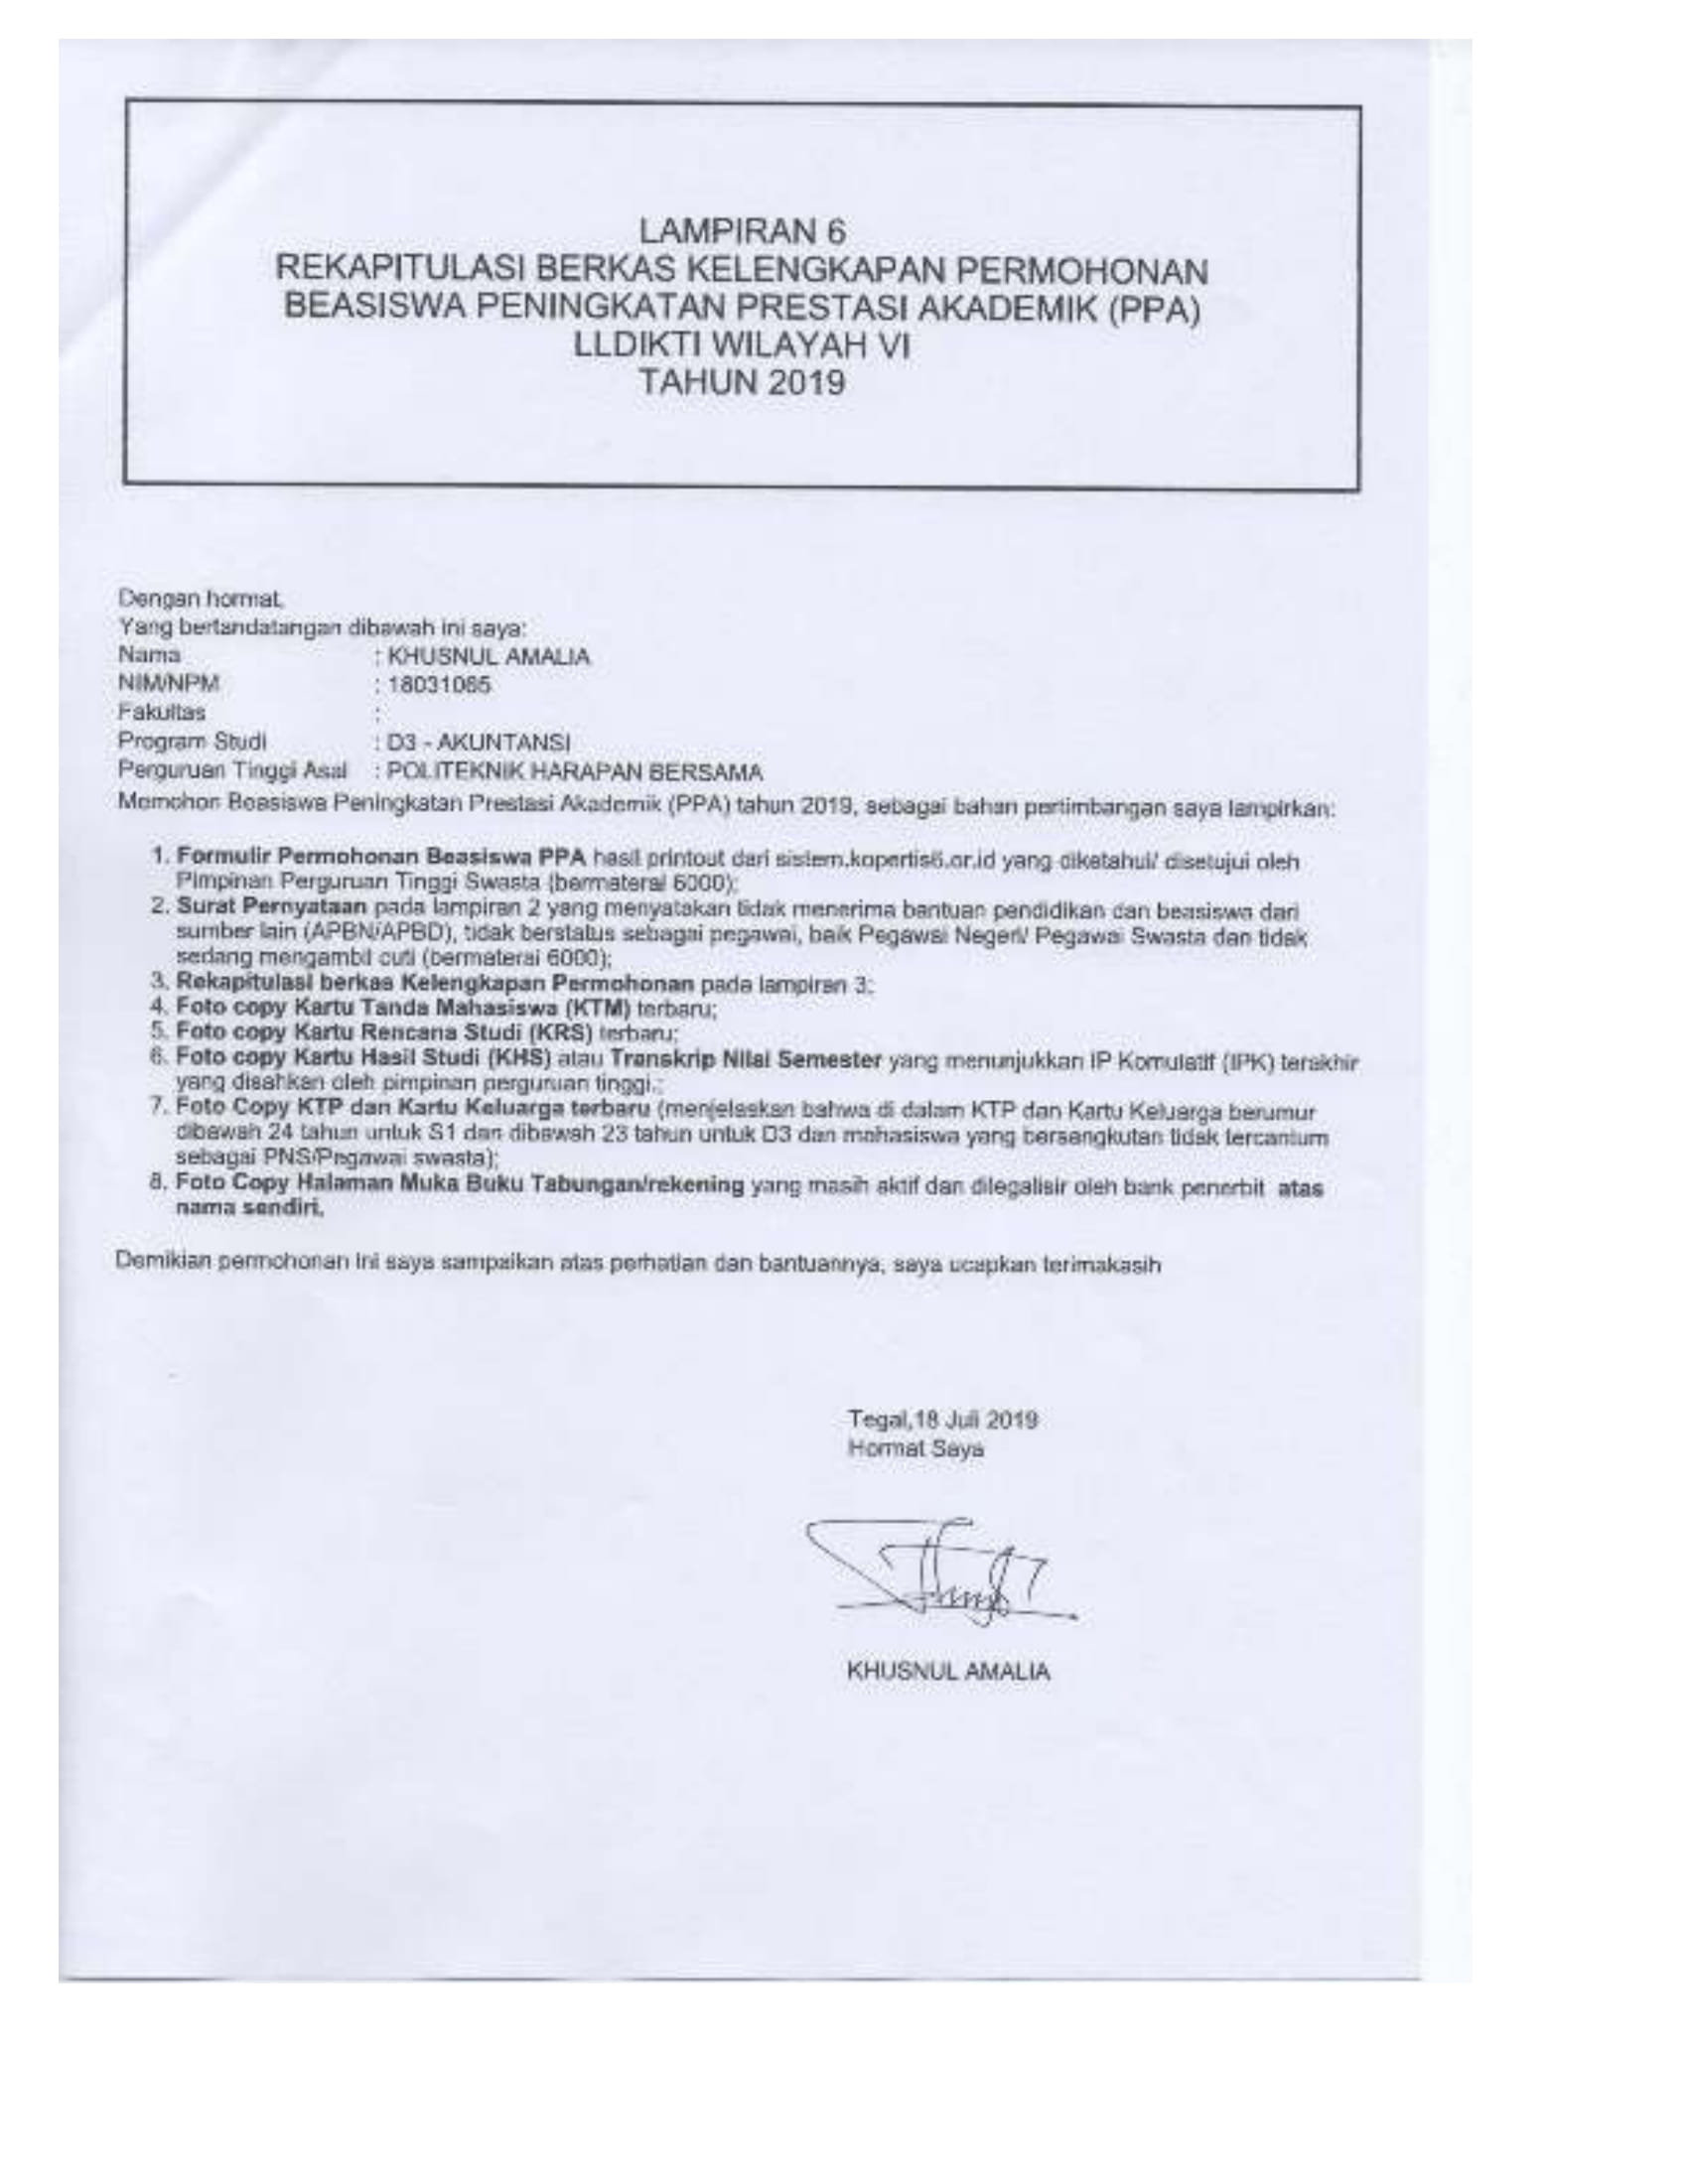 LAMPIRAN 6
REKAPITULASI BERKAS KELENGKAPAN PERMOHONAN
BEASISWA PENINGKATAN PRESTASI AKADEMIK (PPA)
LLDIKTI WILAYAH VI
TAHUN 2019
Dengan hormat,
Yang bertandatangan dibawah ini saya:
Nama : KHUSNUL AMALIA
NIM/NPM : 18031065
Fakultas :
Program Studi : D3 - AKUNTANSI
Perguruan Tinggi Asal : POLITEKNIK HARAPAN BERSAMA
Memohon Beasiswa Peningkatan Prestasi Akademik (PPA) tahun 2019, sebagai bahan pertimbangan saya lampirkan:
1. Formulir Permohonan Beasiswa PPA hasil printout dari sistem.kopertis6.or.id yang diketahui/ disetujui oleh
Pimpinan Perguruan Tinggi Swasta (bermaterai 6000);
2. Surat Pernyataan pada lampiran 2 yang menyatakan tidak menerima bantuan pendidikan dan beasiswa dari
sumber lain (APBN/APBD), tidak berstatus sebagai pegawai, baik Pegawai Negeri/ Pegawai Swasta dan tidak
sedang mengambil cuti (bermaterai 6000);
3. Rekapitulasi berkas Kelengkapan Permohonan pada lampiran 3;
4. Foto copy Kartu Tanda Mahasiswa (KTM) terbaru;
5. Foto copy Kartu Rencana Studi (KRS) terbaru;
6. Foto copy Kartu Hasil Studi (KHS) atau Transkrip Nilai Semester yang menunjukkan IP Komulatif (IPK) terakhir
yang disahkan oleh pimpinan perguruan tinggi.;
7. Foto Copy KTP dan Kartu Keluarga terbaru (menjelaskan bahwa di dalam KTP dan Kartu Keluarga berumur
dibawah 24 tahun untuk S1 dan dibawah 23 tahun untuk D3 dan mahasiswa yang bersangkutan tidak tercantum
sebagai PNS/Pegawai swasta);
8. Foto Copy Halaman Muka Buku Tabungan/rekening yang masih aktif dan dilegalisir oleh bank penerbit atas
nama sendiri.
Demikian permohonan ini saya sampaikan atas perhatian dan bantuannya, saya ucapkan terimakasih
Tegal,18 Juli 2019
Hormat Saya
KHUSNUL AMALIA